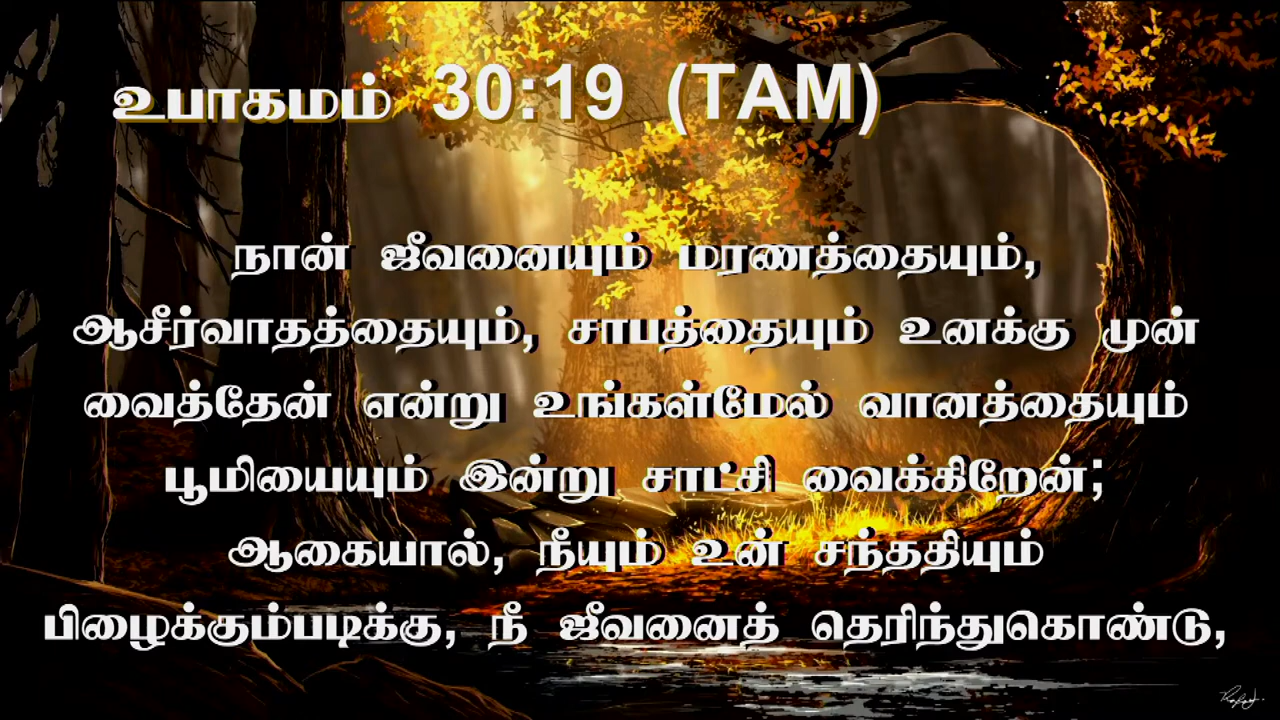 உபாகமம் 30:19 (TAM)
நான் ஜீவனையும் மரணத்தையும்,
ஆசீர்வாதத்தையும், சாபத்தையும் உனக்கு முன்
வைத்தேன் என்று உங்கள்மேல் வானத்தையும்
பூமியையும் இன்று சாட்சி வைக்கிறேன்;
ஆகையால், நீயும் உன் சந்ததியும்
பிழைக்கும்படிக்கு, நீ ஜீவனைத் தெரிந்துகொண்டு,